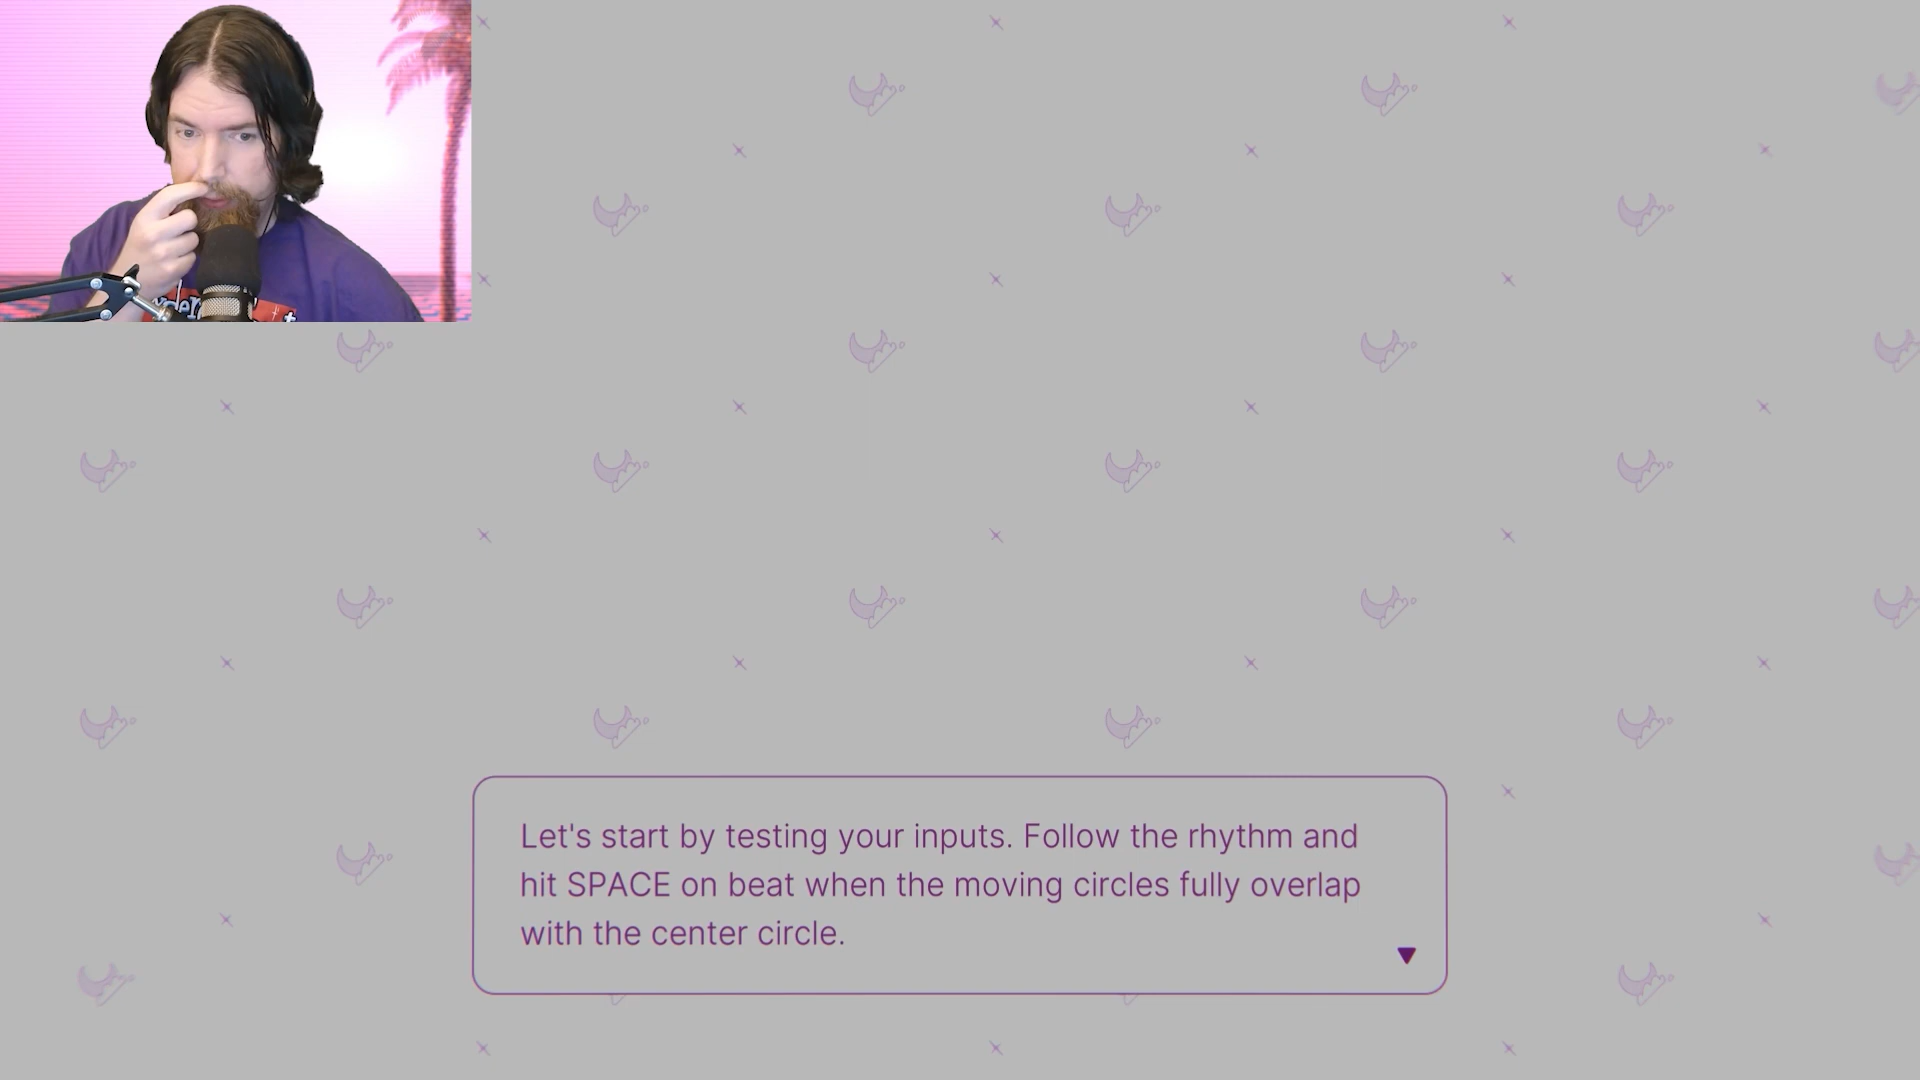 Let's start by testing your inputs. Follow the rhythm and
hit SPACE on beat when the moving circles fully overlap
with the center circle.